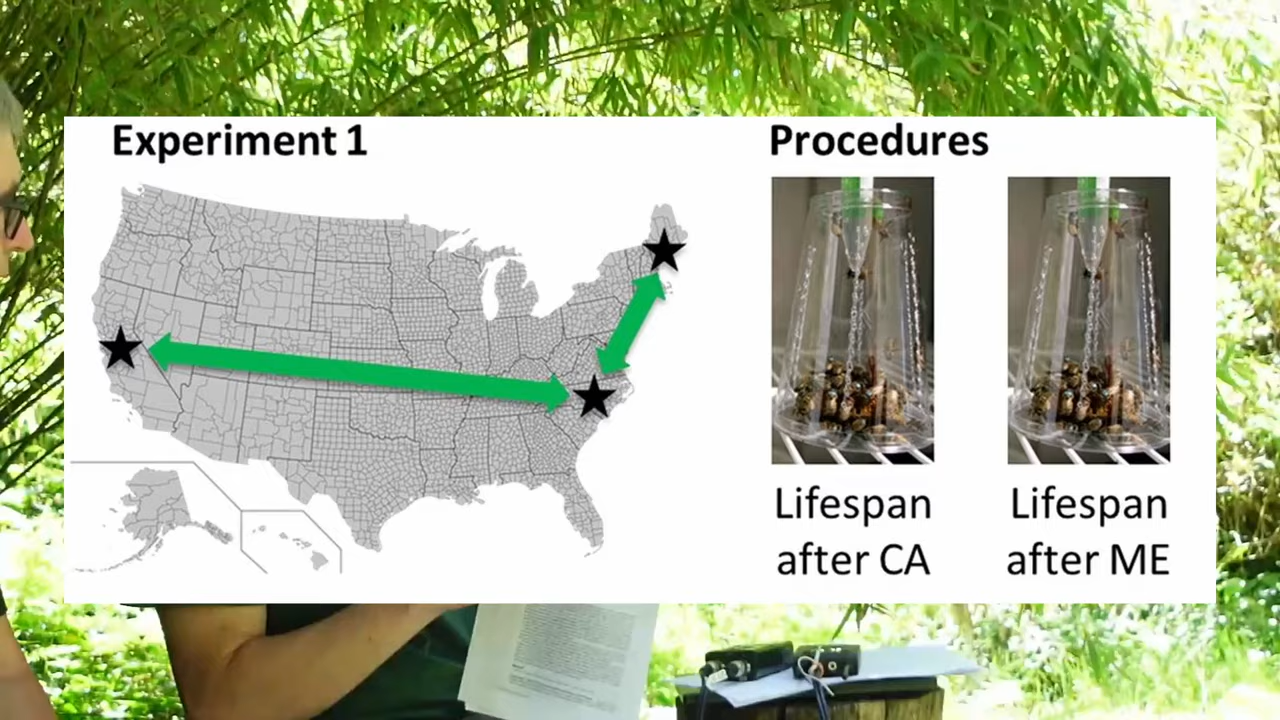 Experiment 1
Procedures
Lifespan
after CA
Lifespan
after ME